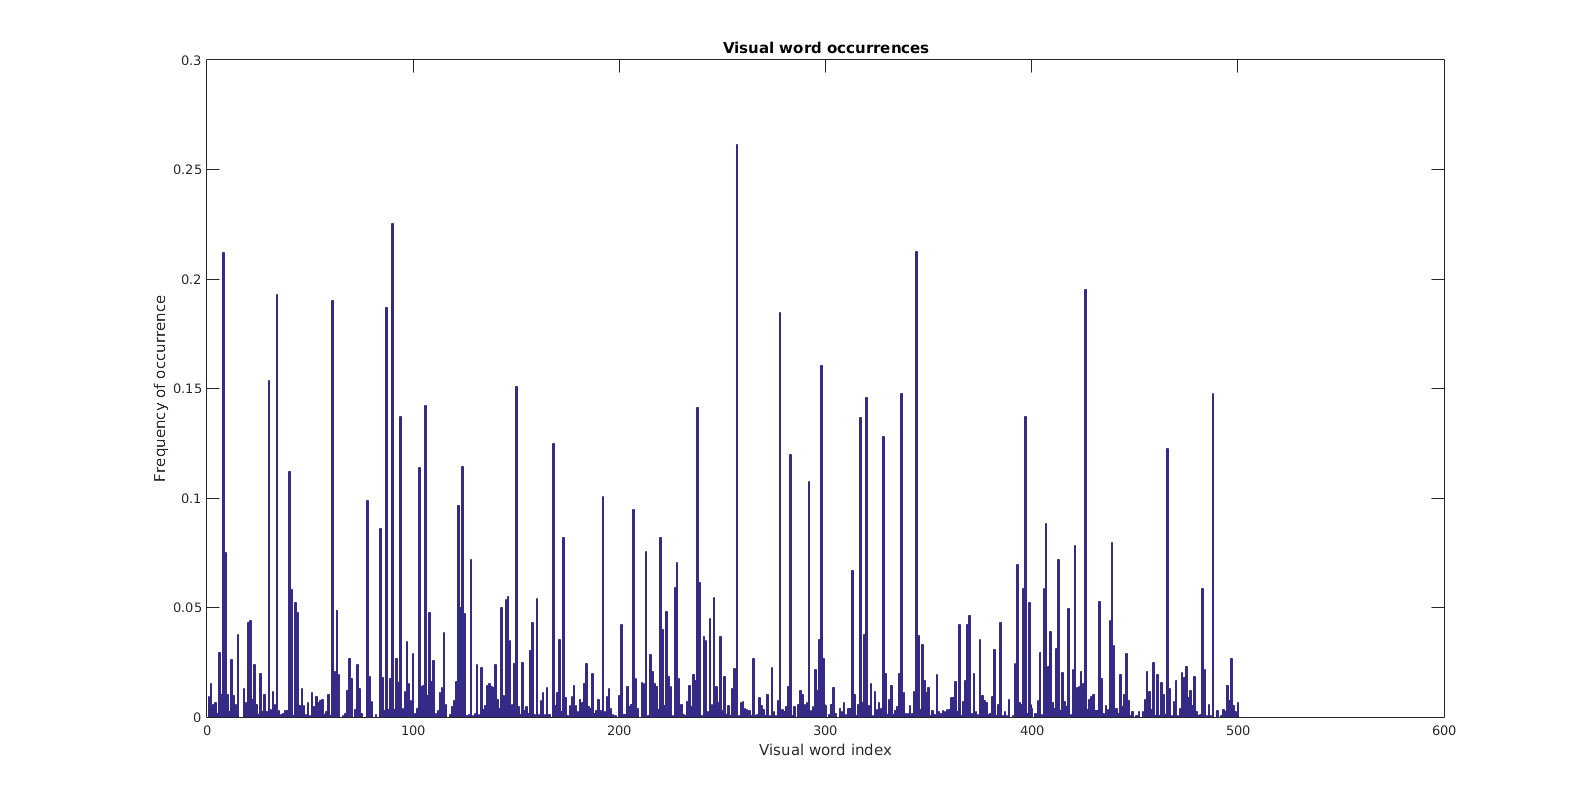 Visual word occurrences
0.3
0.25
0.2
0.15
0.1
0.05
0
Frequency of occurrence
0 100 200 300 400 500 600
Visual word index